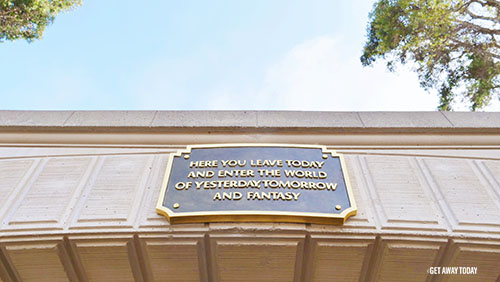 HERE YOU LEAVE TODAY
AND ENTER THE WORLD
OF YESTERDAY, TOMORROW
AND FANTASY
GET AWAY TODAY